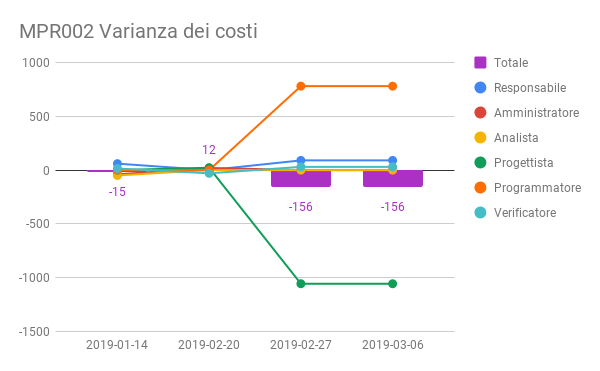 MPR002 Varianza dei costi
1000
500
0
-500
-1000
-1500
-15
12
-156
-156
2019-01-14
2019-02-20
2019-02-27
2019-03-06
Totale
Responsabile
Amministratore
Analista
Progettista
Programmatore
Verificatore